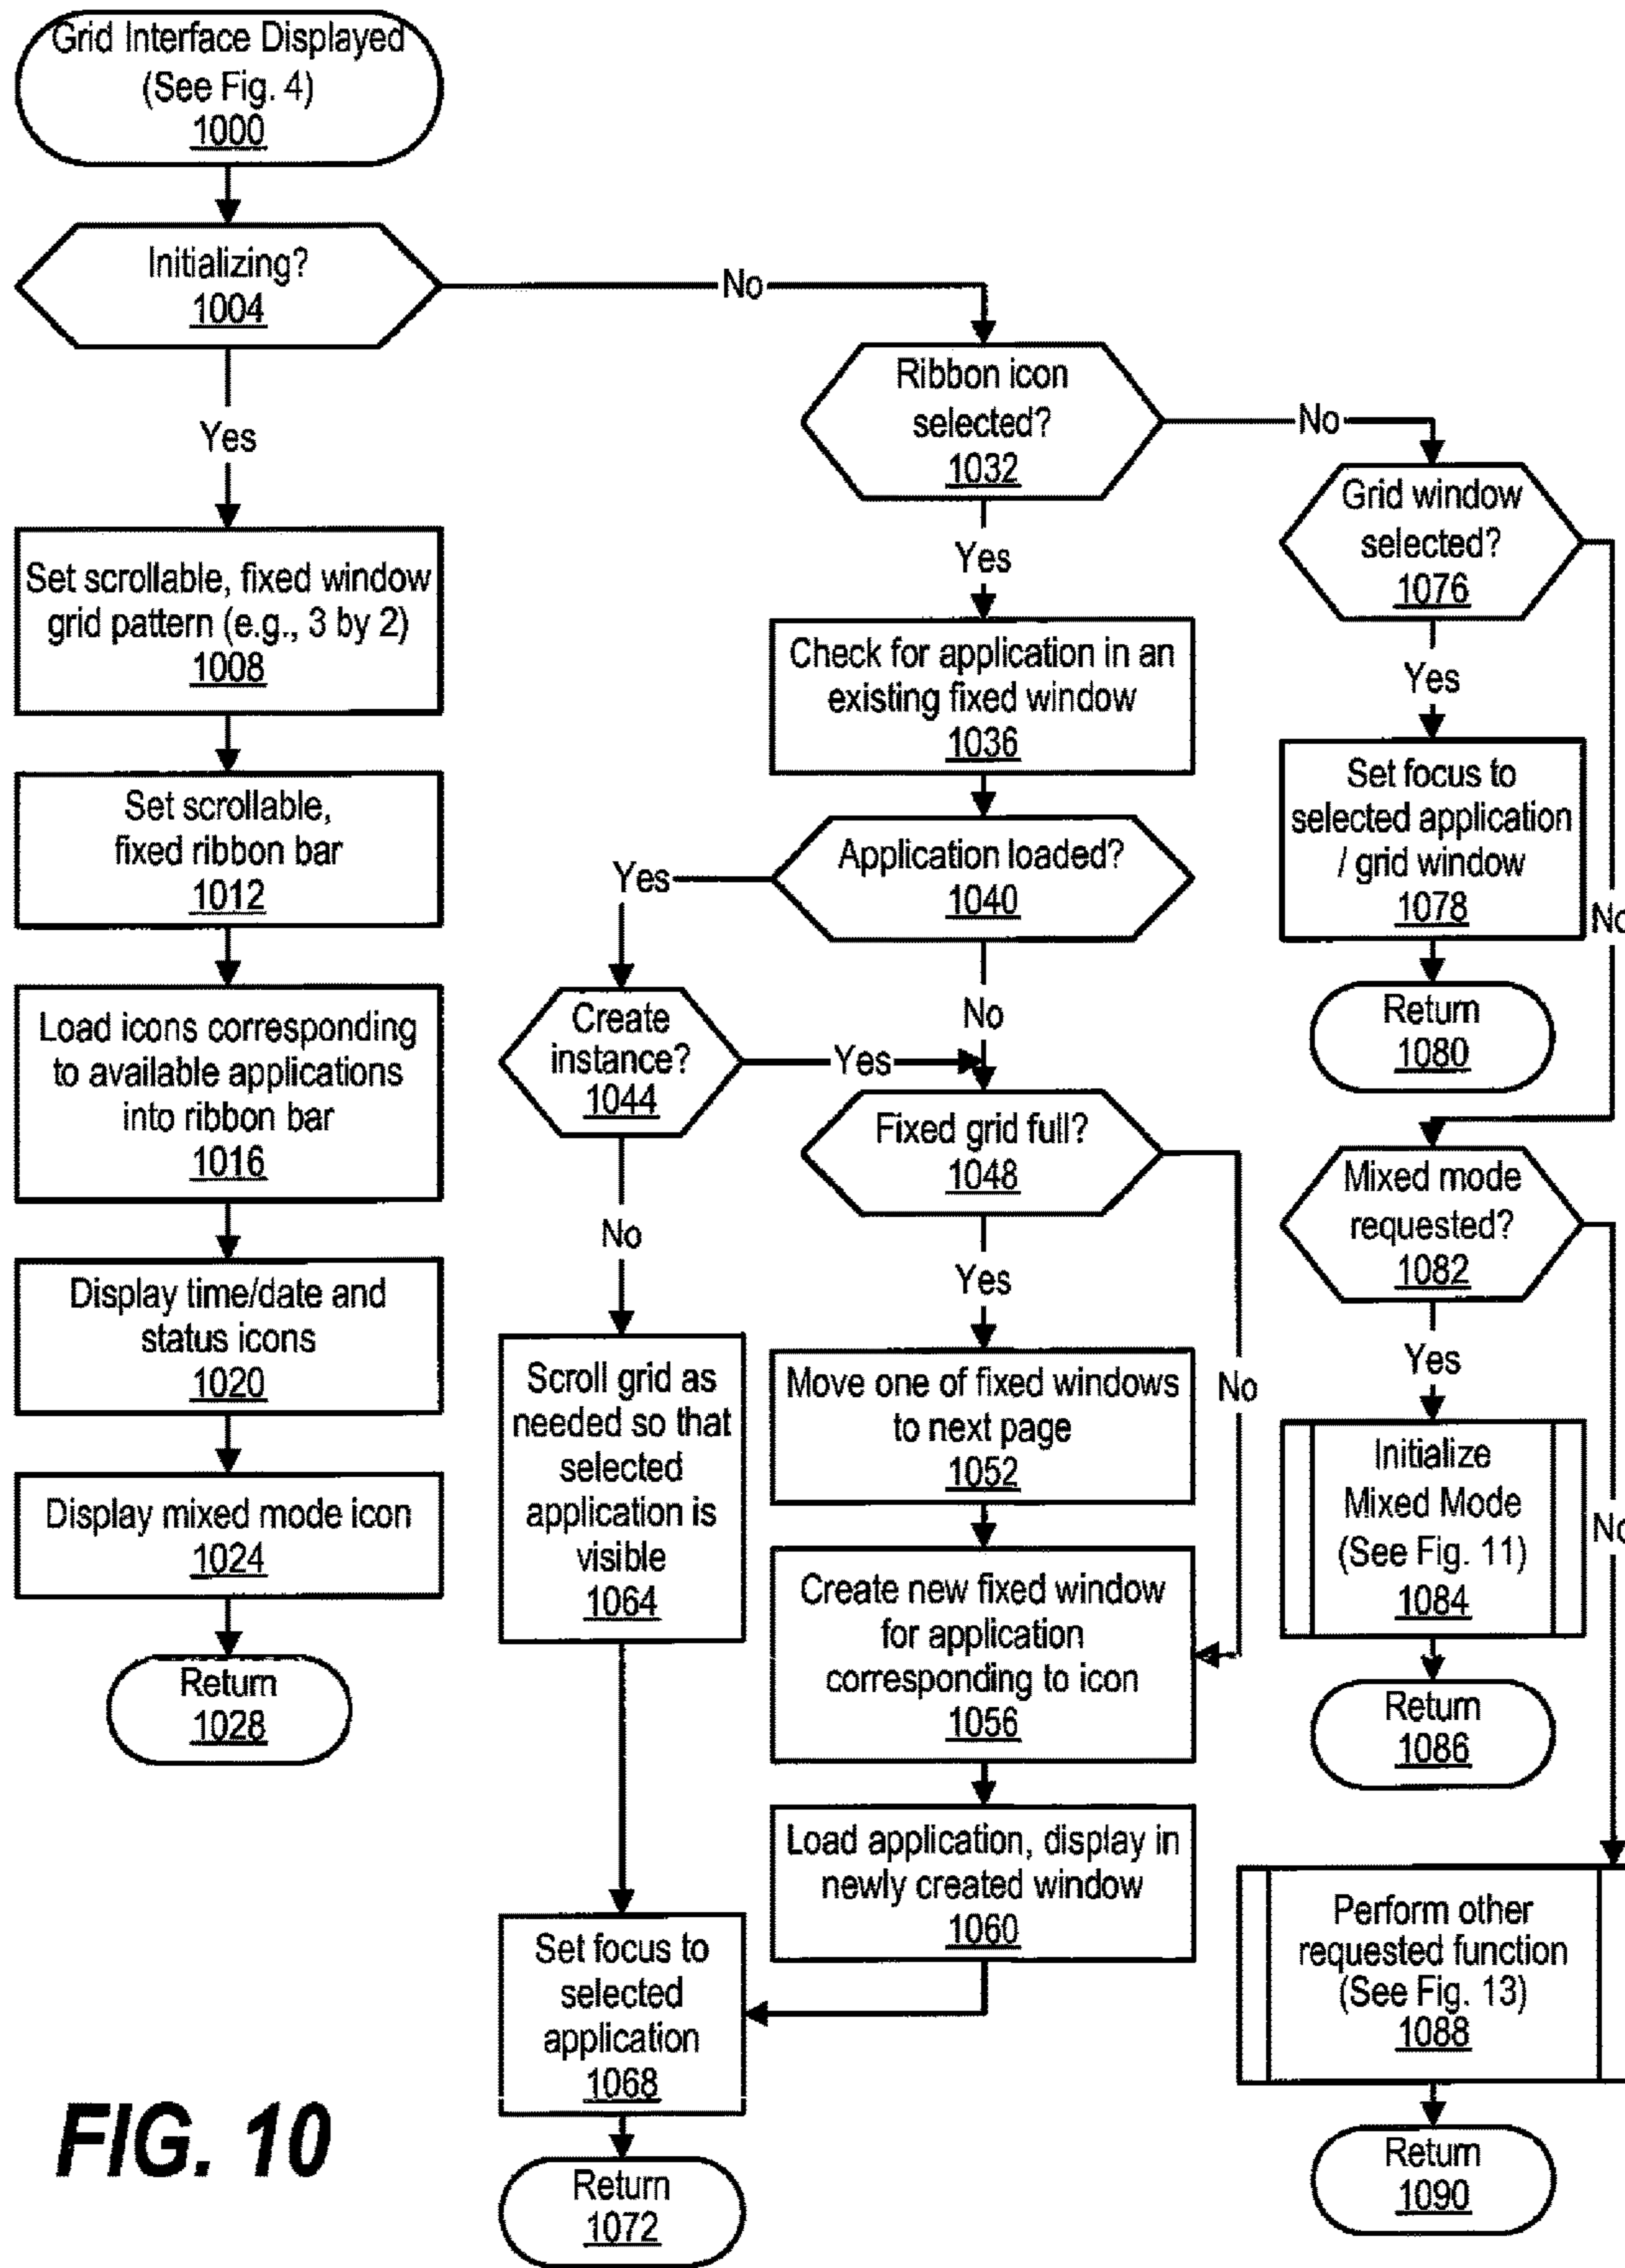 Grid Interface Displayed
(See Fig. 4)
1000
Initializing?
1004
No
Yes
Set scrollable, fixed window
grid pattern (e.g., 3 by 2)
1008
Set scrollable,
fixed ribbon bar
1012
Load icons corresponding
to available applications
into ribbon bar
1016
Display time/date and
status icons
1020
Display mixed mode icon
1024
Return
1028
Ribbon icon
selected?
1032
No
Yes
Check for application in an
existing fixed window
1036
Application loaded?
1040
Yes
No
Create
instance?
1044
Yes
No
Fixed grid full?
1048
Yes
No
Move one of fixed windows
to next page
1052
Create new fixed window
for application
corresponding to icon
1056
Load application, display in
newly created window
1060
Scroll grid as
needed so that
selected
application is
visible
1064
Set focus to
selected
application
1068
Return
1072
Grid window
selected?
1076
Yes
No
Set focus to
selected application
/ grid window
1078
Return
1080
Mixed mode
requested?
1082
Yes
No
Initialize
Mixed Mode
(See Fig. 11)
1084
Return
1086
Perform other
requested function
(See Fig. 13)
1088
Return
1090
FIG. 10